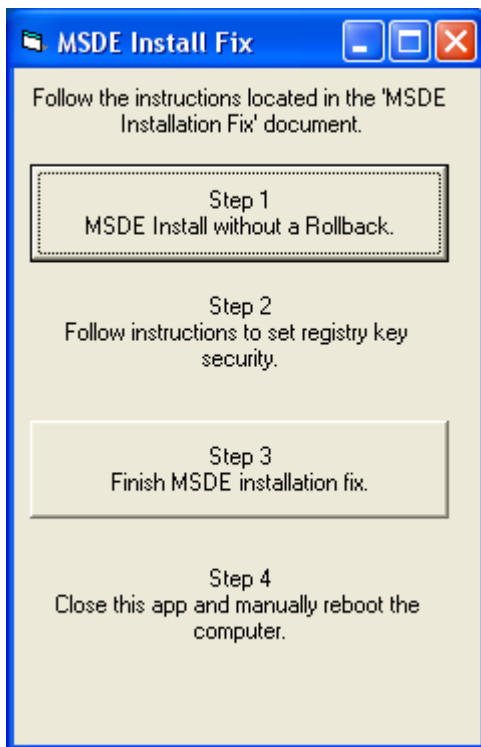 MSDE Install Fix
Follow the instructions located in the 'MSDE
Installation Fix' document.
Step 1
MSDE Install without a Rollback.
Step 2
Follow instructions to set registry key
security.
Step 3
Finish MSDE installation fix.
Step 4
Close this app and manually reboot the
computer.